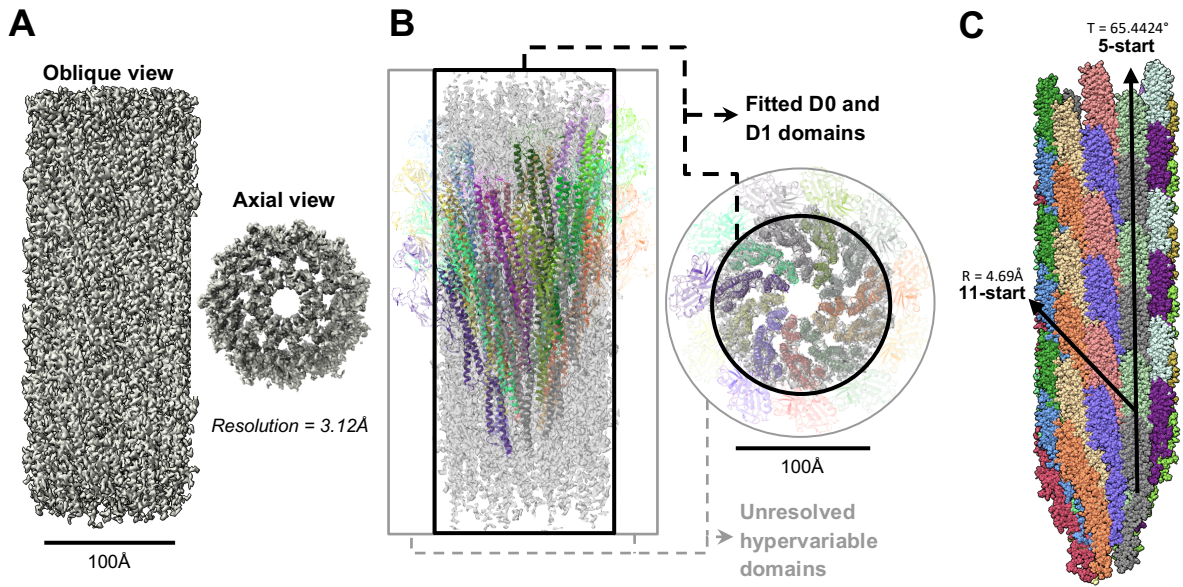 A
Oblique view
Axial view
Resolution = 3.12Å
100Å
B
Fitted D0 and
D1 domains
100Å
Unresolved
hypervariable
domains
C
T = 65.4424°
5-start
R = 4.69Å
11-start